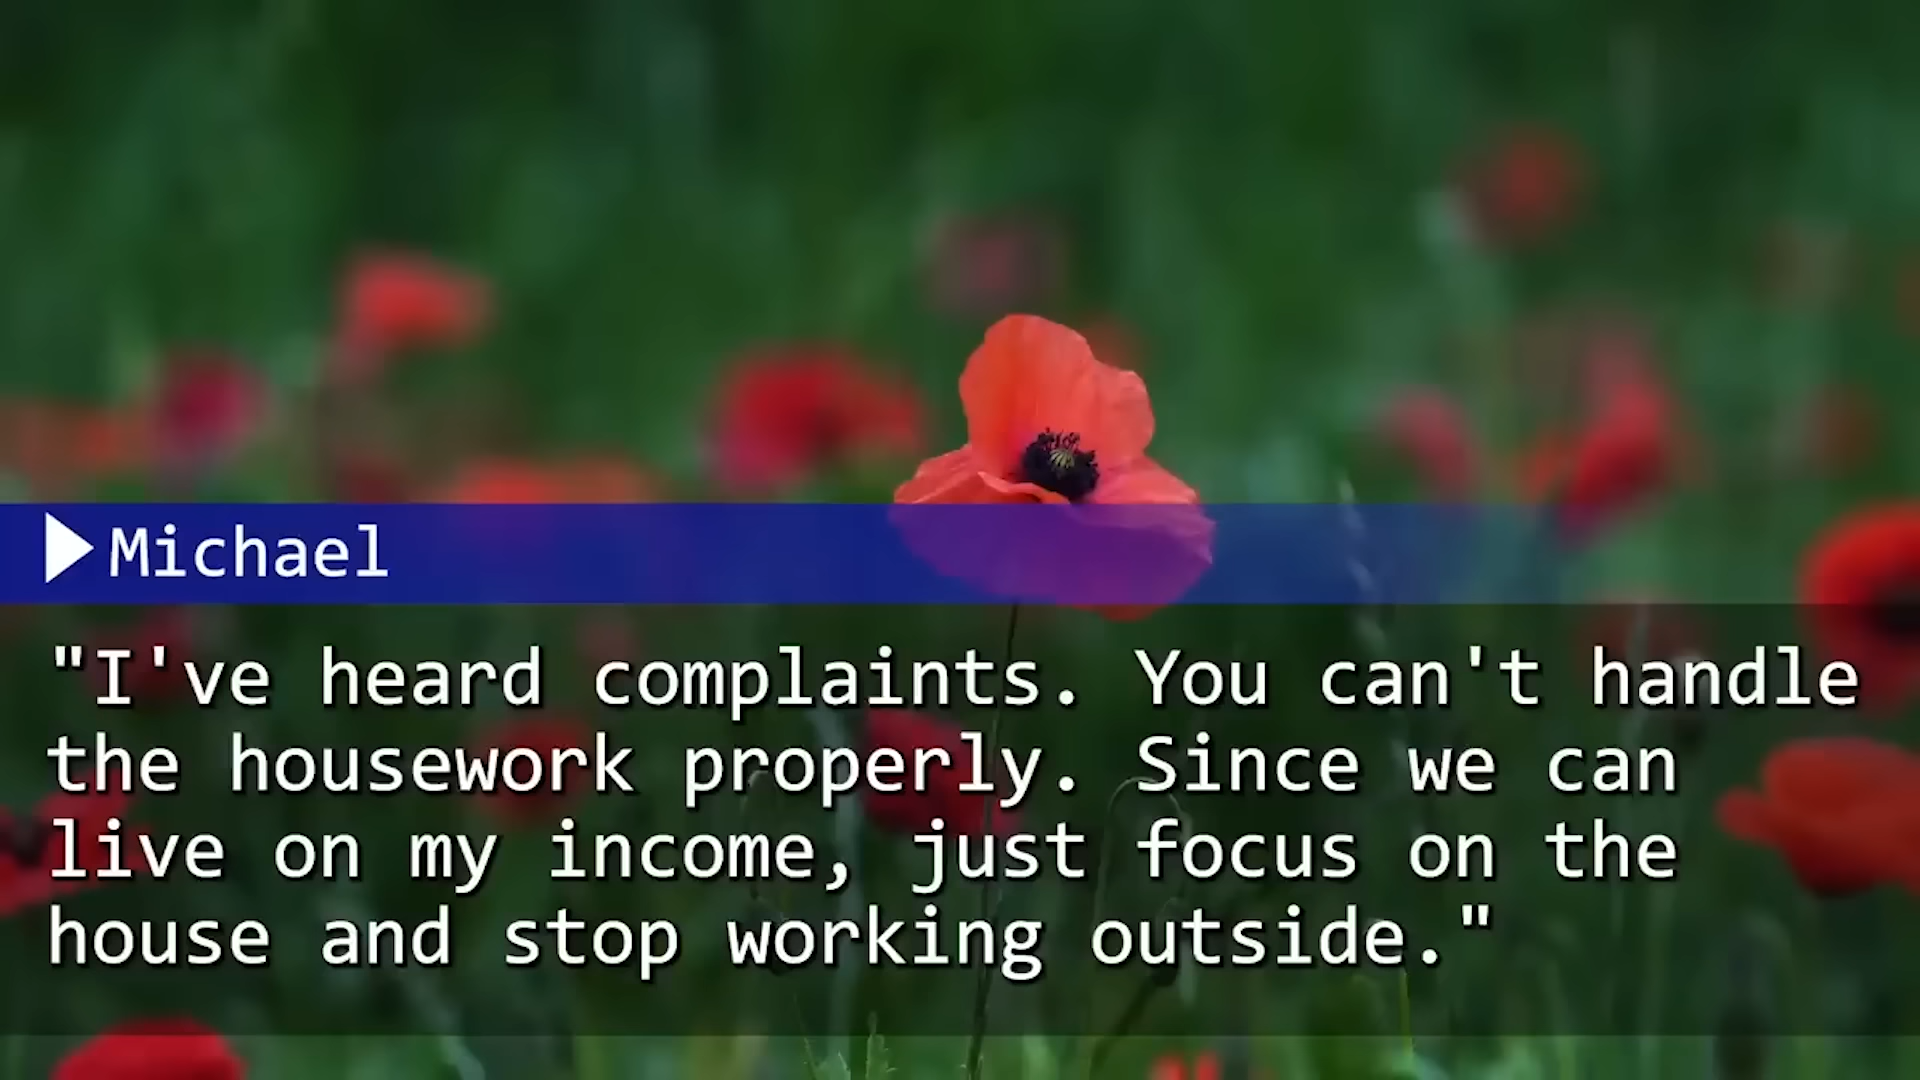 Michael
"I've heard complaints. You can't handle
the housework properly. Since we can
live on my income, just focus on the
house and stop working outside."